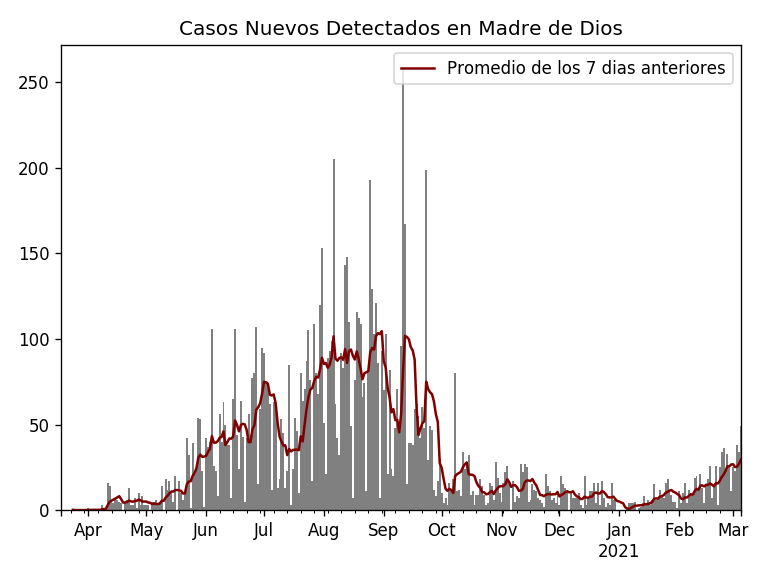 Casos Nuevos Detectados en Madre de Dios
Promedio de los 7 dias anteriores
250
200
150
100
50
0
Apr May Jun Jul Aug Sep Oct Nov Dec Jan Feb Mar
2021